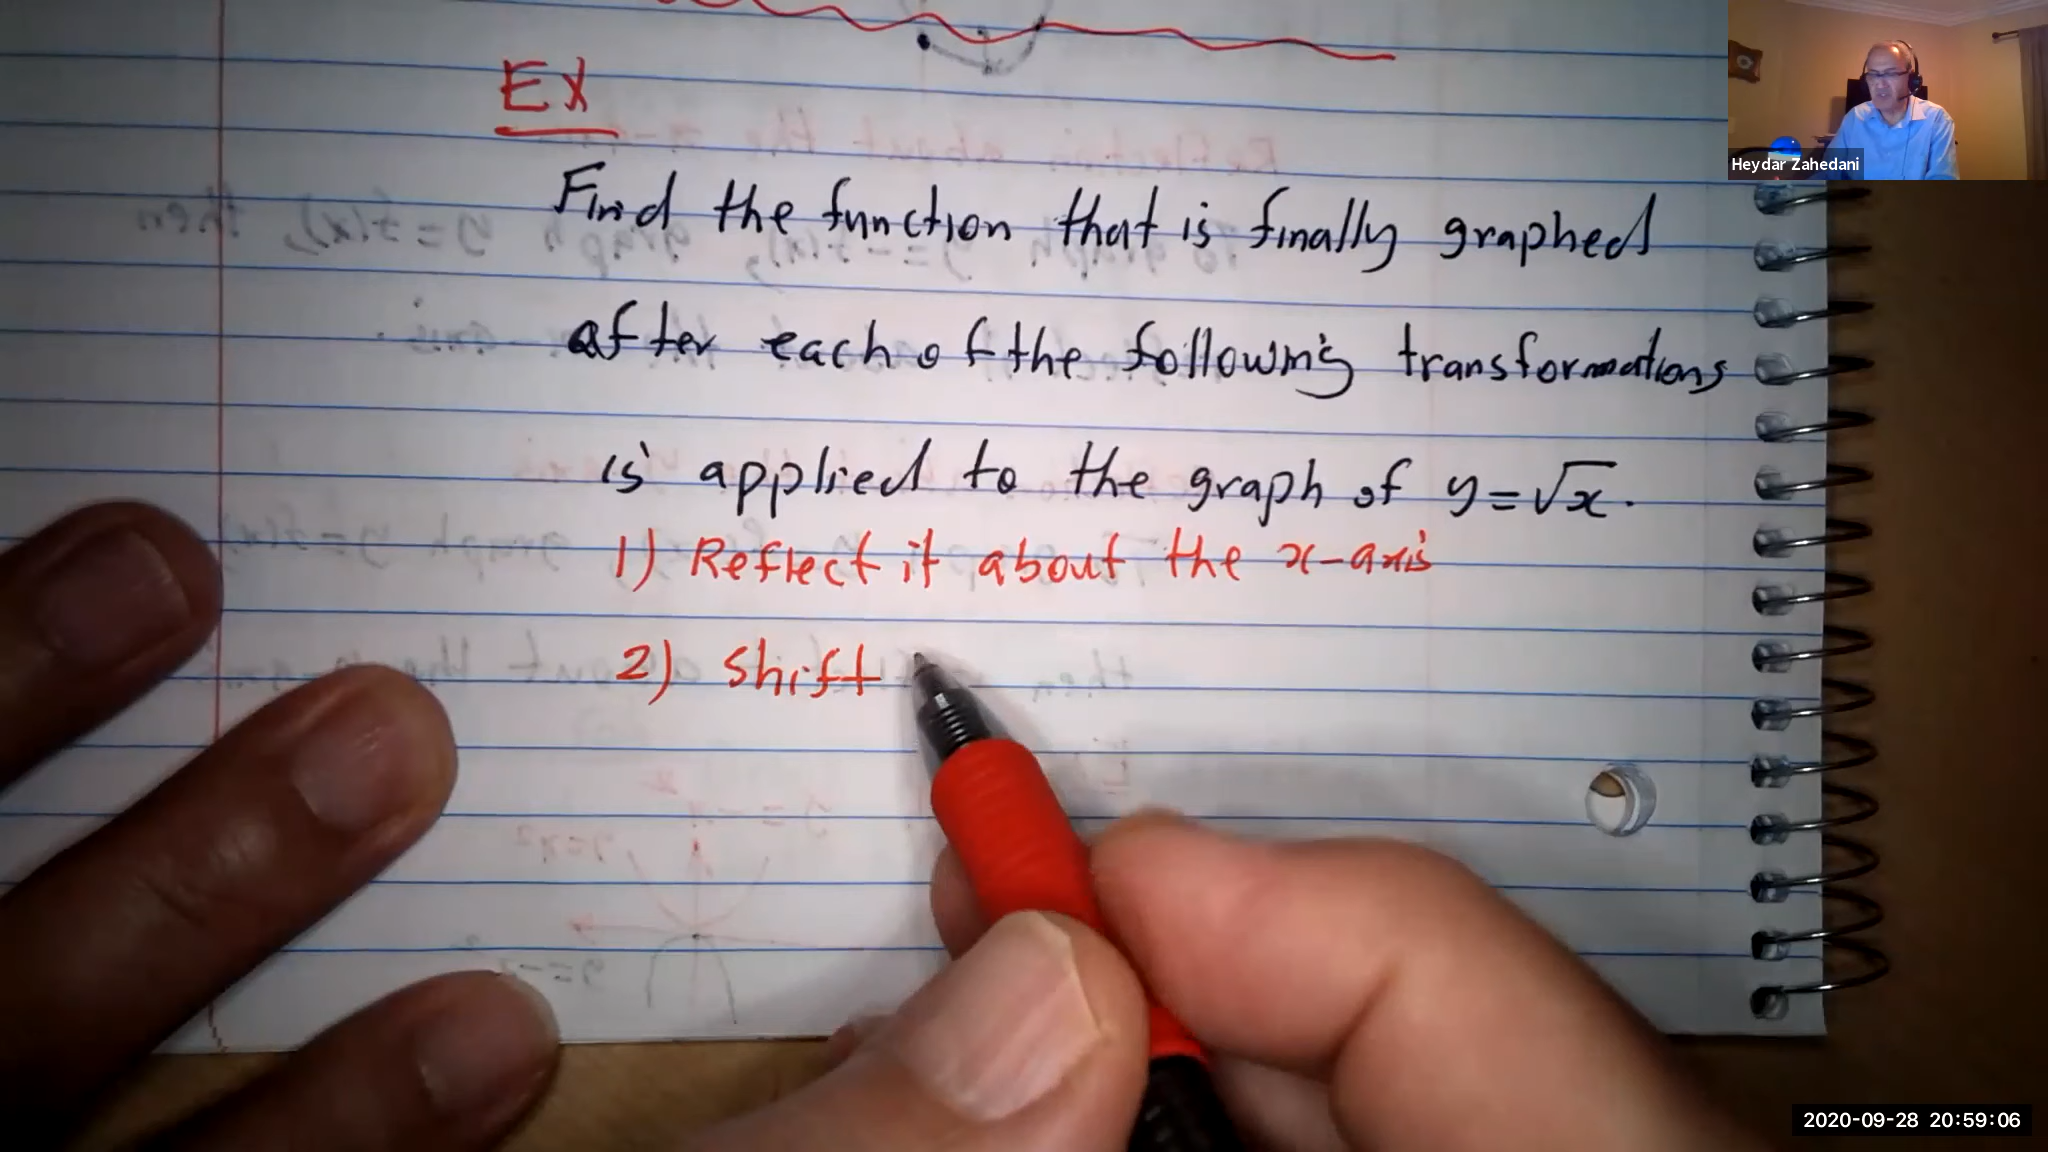 Heydar Zahedani
EX
Find the function that is finally graphed
after each of the following transformations
is applied to the graph of y=√x.
1) Reflect it about the x-axis
2) shift
2020-09-28 20:59:06